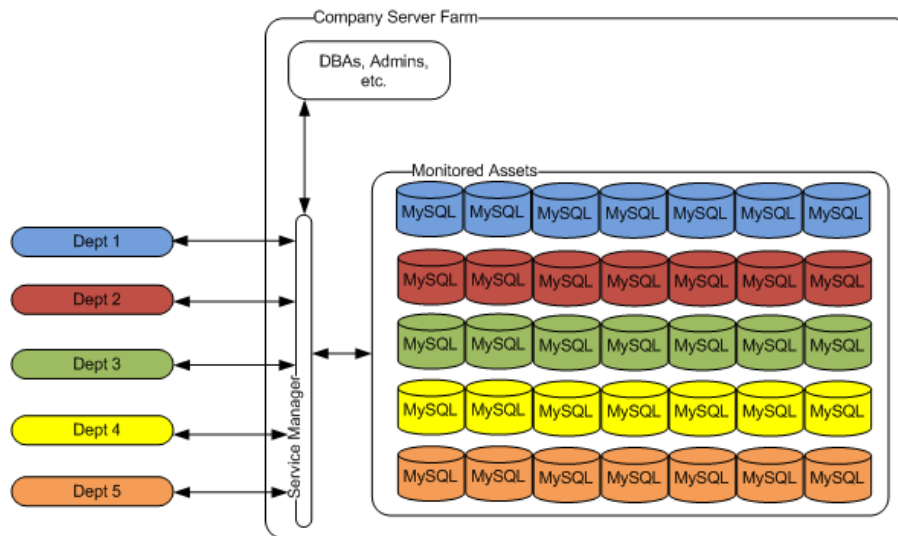 Company Server Farm
DBAs, Admins,
etc.
Monitored Assets
MySQL MySQL MySQL MySQL MySQL MySQL MySQL
Dept 1
MySQL MySQL MySQL MySQL MySQL MySQL MySQL
Dept 2
MySQL MySQL MySQL MySQL MySQL MySQL MySQL
Dept 3
MySQL MySQL MySQL MySQL MySQL MySQL MySQL
Dept 4
MySQL MySQL MySQL MySQL MySQL MySQL MySQL
Dept 5
Service Manager